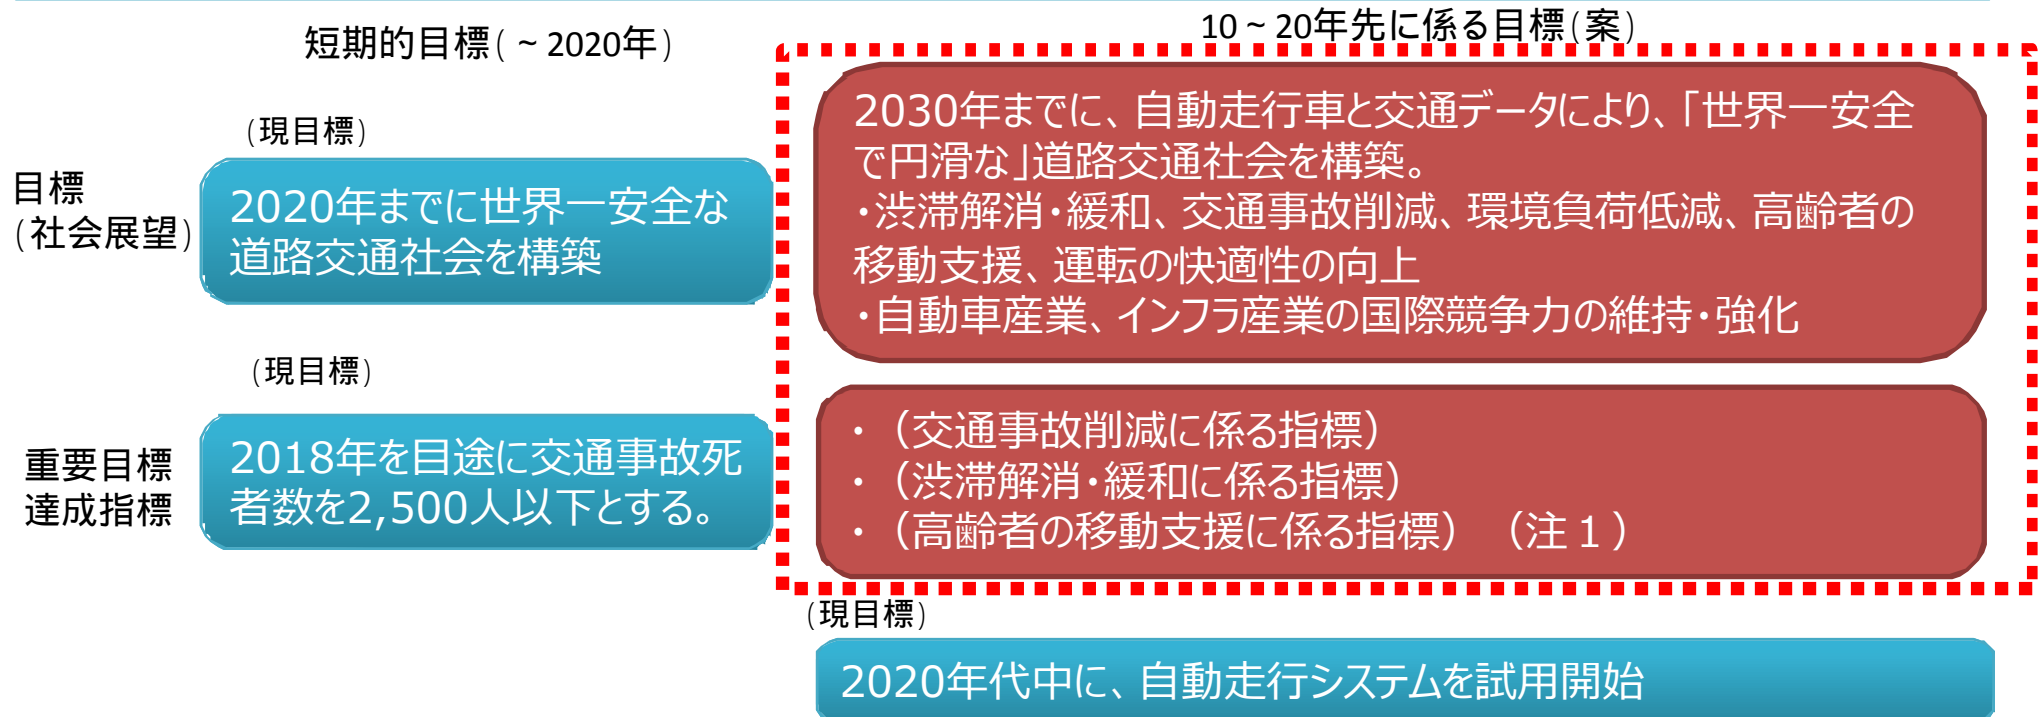 短期的目標(~2020年)
10~20年先に係る目標(案)
(現目標)
目標
(社会展望)
2020年までに世界一安全な
道路交通社会を構築
2030年までに、自動走行車と交通データにより、「世界一安全
で円滑な」道路交通社会を構築。
・渋滞解消・緩和、交通事故削減、環境負荷低減、高齢者の
移動支援、運転の快適性の向上
・自動車産業、インフラ産業の国際競争力の維持・強化
(現目標)
重要目標
達成指標
2018年を目途に交通事故死
者数を2,500人以下とする。
・（交通事故削減に係る指標）
・（渋滞解消・緩和に係る指標）
・（高齢者の移動支援に係る指標）（注１）
(現目標)
2020年代中に、自動走行システムを試用開始